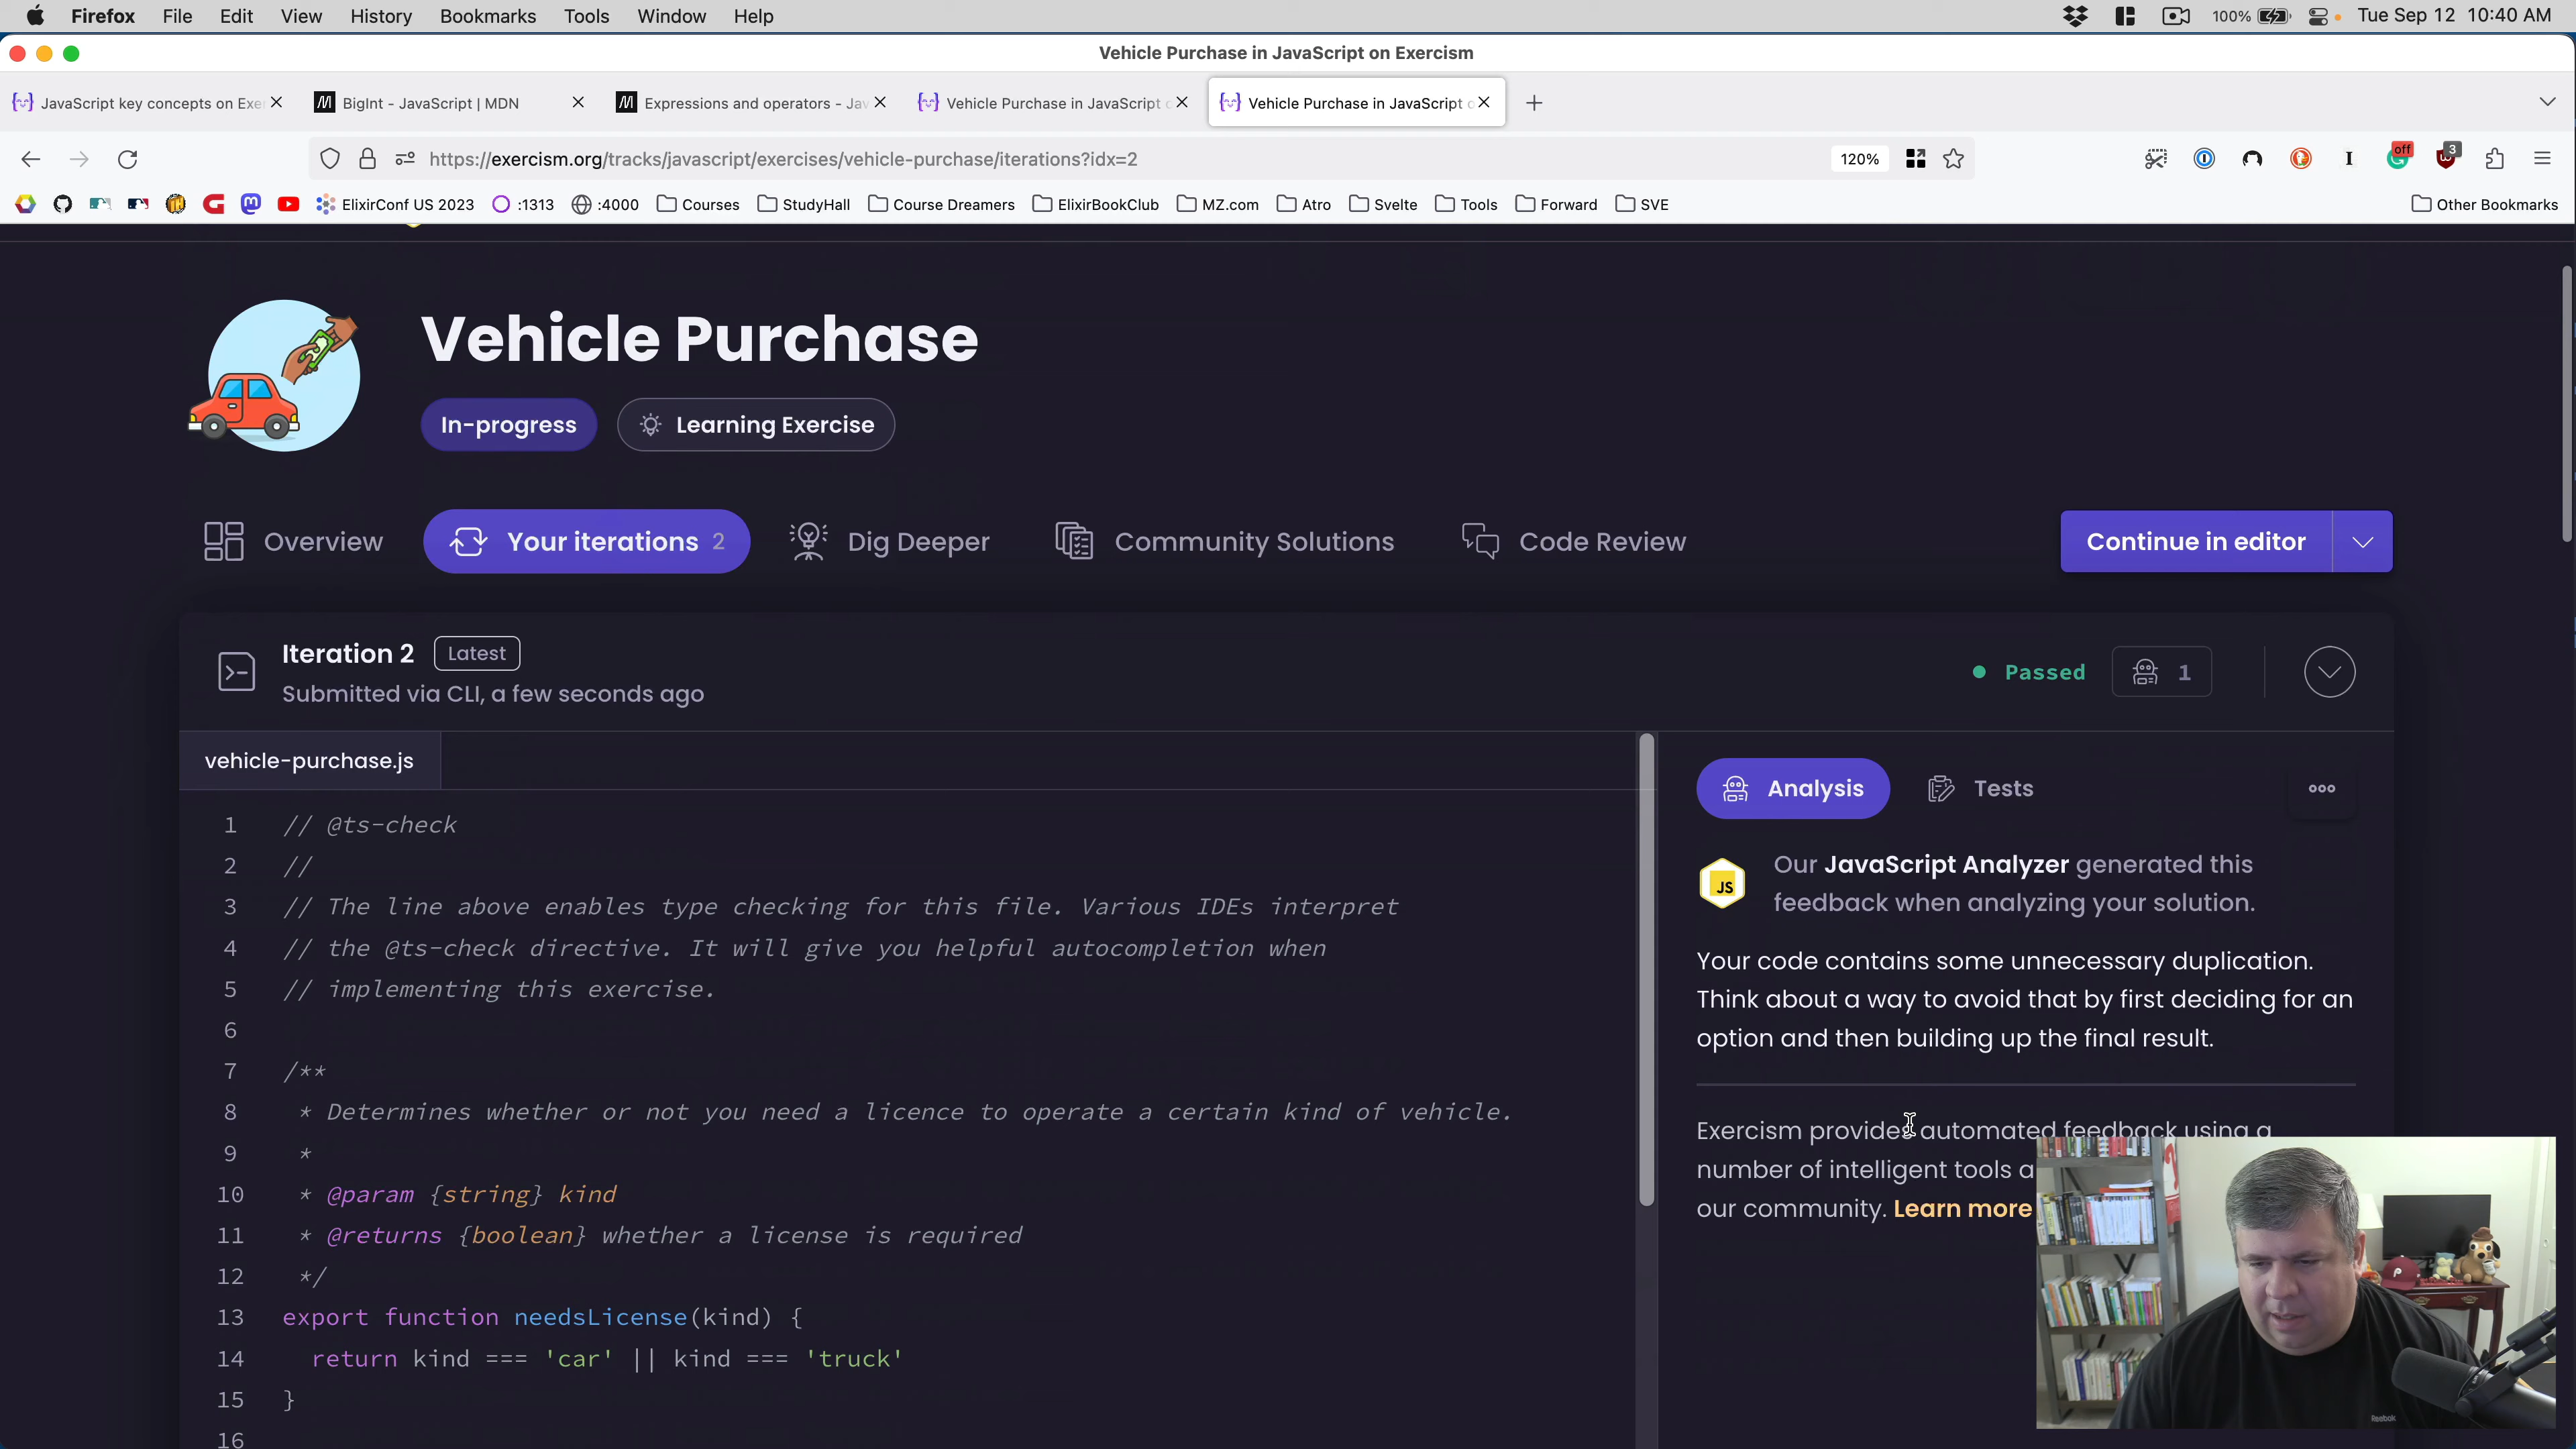 Firefox File Edit View History Bookmarks Tools Window Help 100% Tue Sep 12 10:40 AM
Vehicle Purchase in JavaScript on Exercism
JavaScript key concepts on Exe BigInt - JavaScript | MDN Expressions and operators - Jav Vehicle Purchase in JavaScript o Vehicle Purchase in JavaScript o
https://exercism.org/tracks/javascript/exercises/vehicle-purchase/iterations?idx=2 120% off 3
ElixirConf US 2023 :1313 :4000 Courses StudyHall Course Dreamers ElixirBookClub MZ.com Atro Svelte Tools Forward SVE Other Bookmarks
Vehicle Purchase
In-progress Learning Exercise
Overview Your iterations 2 Dig Deeper Community Solutions Code Review Continue in editor
Iteration 2 Latest
Submitted via CLI, a few seconds ago
Passed 1
vehicle-purchase.js
1 // @ts-check
2 //
3 // The line above enables type checking for this file. Various IDEs interpret
4 // the @ts-check directive. It will give you helpful autocompletion when
5 // implementing this exercise.
6
7 /**
8 * Determines whether or not you need a licence to operate a certain kind of vehicle.
9 *
10 * @param {string} kind
11 * @returns {boolean} whether a license is required
12 */
13 export function needsLicense(kind) {
14 return kind === 'car' || kind === 'truck'
15 }
16
Analysis Tests
JS
Our JavaScript Analyzer generated this
feedback when analyzing your solution.
Your code contains some unnecessary duplication.
Think about a way to avoid that by first deciding for an
option and then building up the final result.
Exercism provides automated feedback using a
number of intelligent tools a
our community. Learn more
Reebok